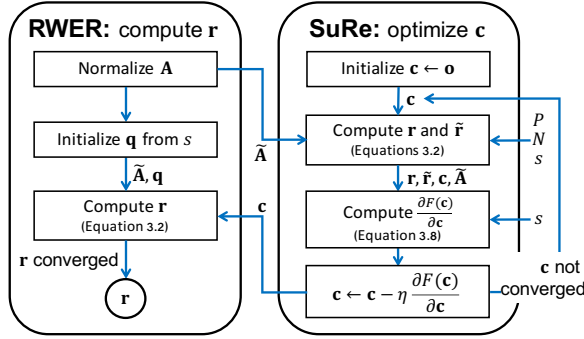 RWER: compute r
Normalize A
Initialize q from s
Ã, q
Compute r
(Equation 3.2)
r converged
r
Ã
c
SuRe: optimize c
Initialize c ← o
c
Compute r and r̃
(Equations 3.2)
P
N
s
r, r̃, c, Ã
Compute ∂F(c)/∂c
(Equation 3.8)
s
c ← c − η ∂F(c)/∂c
c not
converged